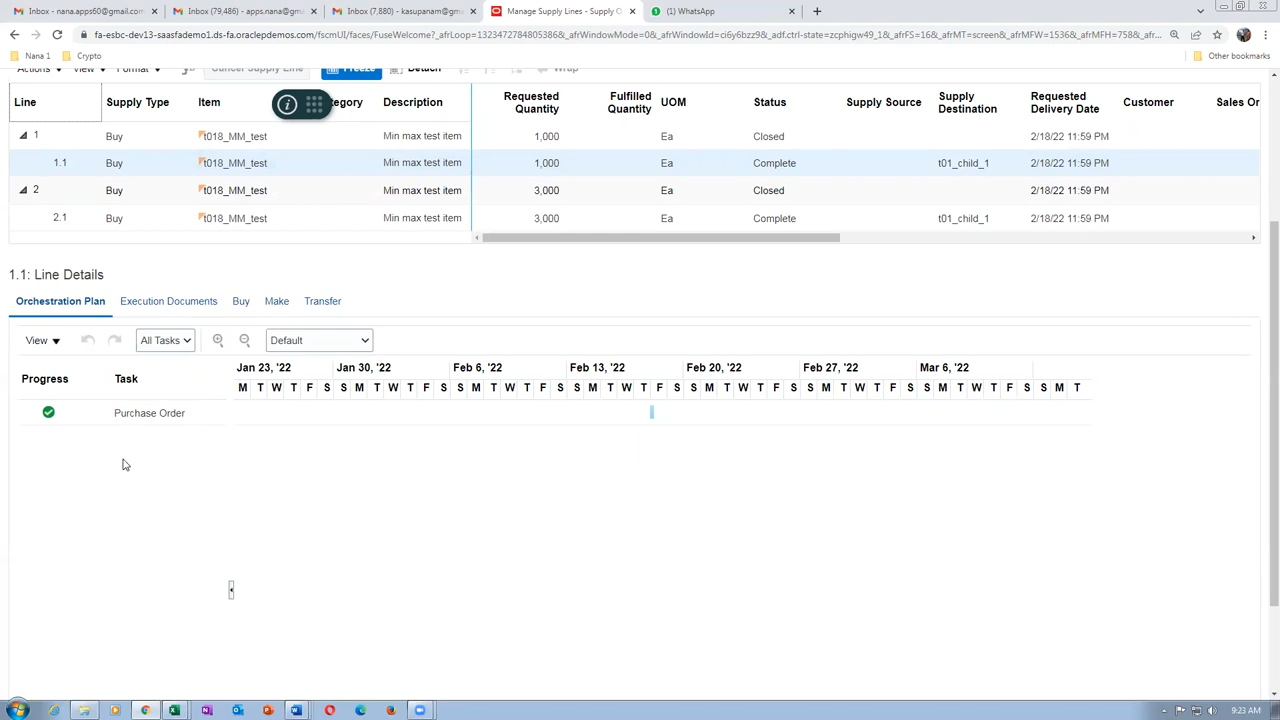 Inbox - nana.apps60@gmail.com
Inbox (79,486) - apps.nana@gm
Inbox (7,880) - kasupanam@gm
Manage Supply Lines - Supply O
(1) WhatsApp
fa-esbc-dev13-saasfademo1.ds-fa.oraclepdemos.com/fscmUI/faces/FuseWelcome?_afrLoop=1323472784805386&_afrWindowMode=0&_afrWindowId=ci6y6bzz9&_adf.ctrl-state=zcphigw49_1&_afrFS=16&_afrMT=screen&_afrMFW=1536&_afrMFH=758&_afr...
Nana 1 Crypto Other bookmarks
Actions View Format Cancel Supply Line Freeze Detach Wrap
Line Supply Type Item tegory Description Requested Quantity Fulfilled Quantity UOM Status Supply Source Supply Destination Requested Delivery Date Customer Sales Or
1 Buy t018_MM_test Min max test item 1,000 Ea Closed 2/18/22 11:59 PM
1.1 Buy t018_MM_test Min max test item 1,000 Ea Complete t01_child_1 2/18/22 11:59 PM
2 Buy t018_MM_test Min max test item 3,000 Ea Closed 2/18/22 11:59 PM
2.1 Buy t018_MM_test Min max test item 3,000 Ea Complete t01_child_1 2/18/22 11:59 PM
1.1: Line Details
Orchestration Plan Execution Documents Buy Make Transfer
View All Tasks Default
Jan 23, '22 Jan 30, '22 Feb 6, '22 Feb 13, '22 Feb 20, '22 Feb 27, '22 Mar 6, '22
Progress Task
M T W T F S S M T W T F S S M T W T F S S M T W T F S S M T W T F S S M T W T F S S M T W T F S S M T
Purchase Order
9:23 AM